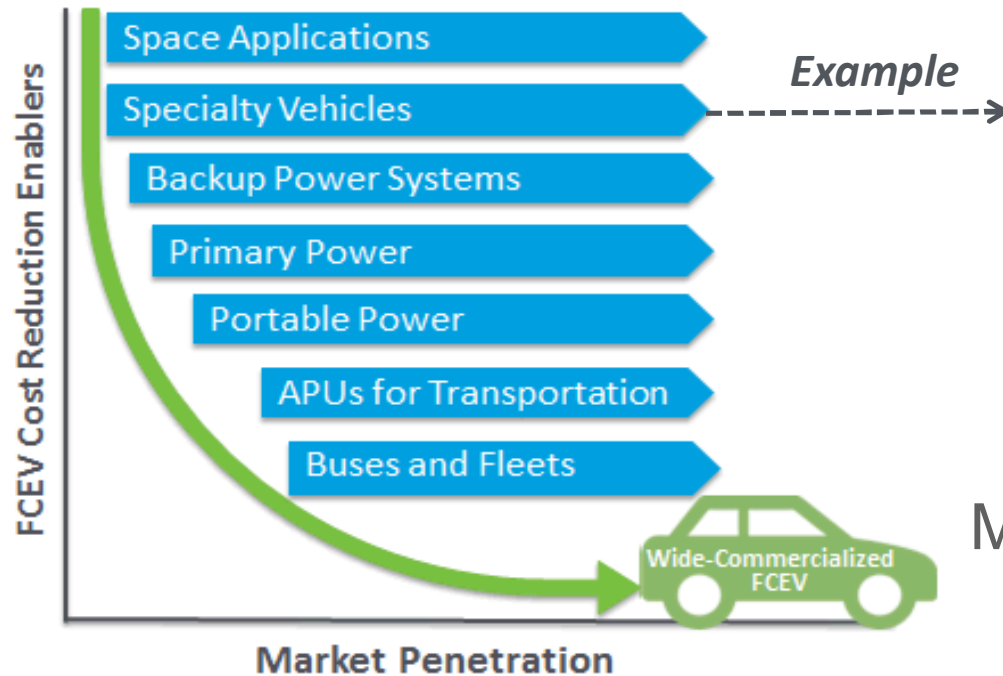 FCEV Cost Reduction Enablers
Space Applications
Example
Specialty Vehicles
Backup Power Systems
Primary Power
Portable Power
APUs for Transportation
Buses and Fleets
M
Wide-Commercialized
FCEV
Market Penetration